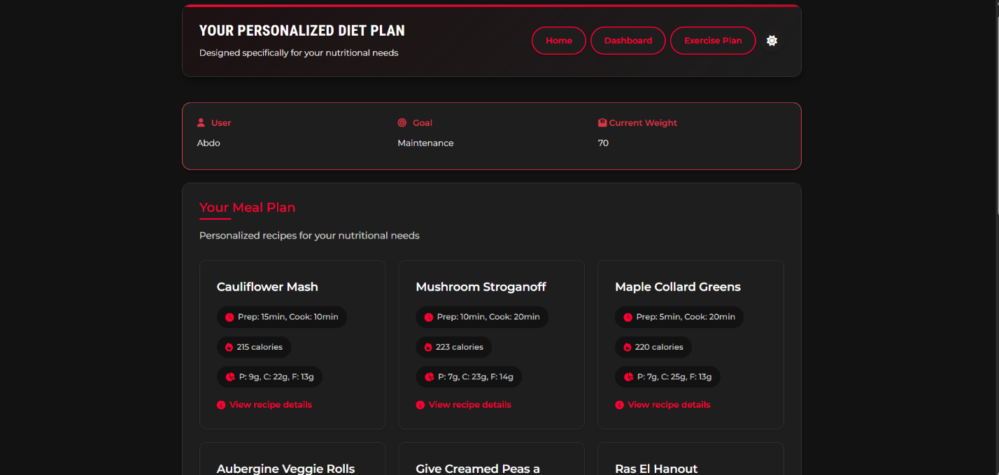 YOUR PERSONALIZED DIET PLAN
Designed specifically for your nutritional needs
Home
Dashboard
Exercise Plan
User
Goal
Current Weight
Abdo
Maintenance
70
Your Meal Plan
Personalized recipes for your nutritional needs
Cauliflower Mash
Prep: 15min, Cook: 10min
215 calories
P: 9g, C: 22g, F: 13g
View recipe details
Mushroom Stroganoff
Prep: 10min, Cook: 20min
223 calories
P: 7g, C: 23g, F: 14g
View recipe details
Maple Collard Greens
Prep: 5min, Cook: 20min
220 calories
P: 7g, C: 25g, F: 13g
View recipe details
Aubergine Veggie Rolls
Give Creamed Peas a
Ras El Hanout